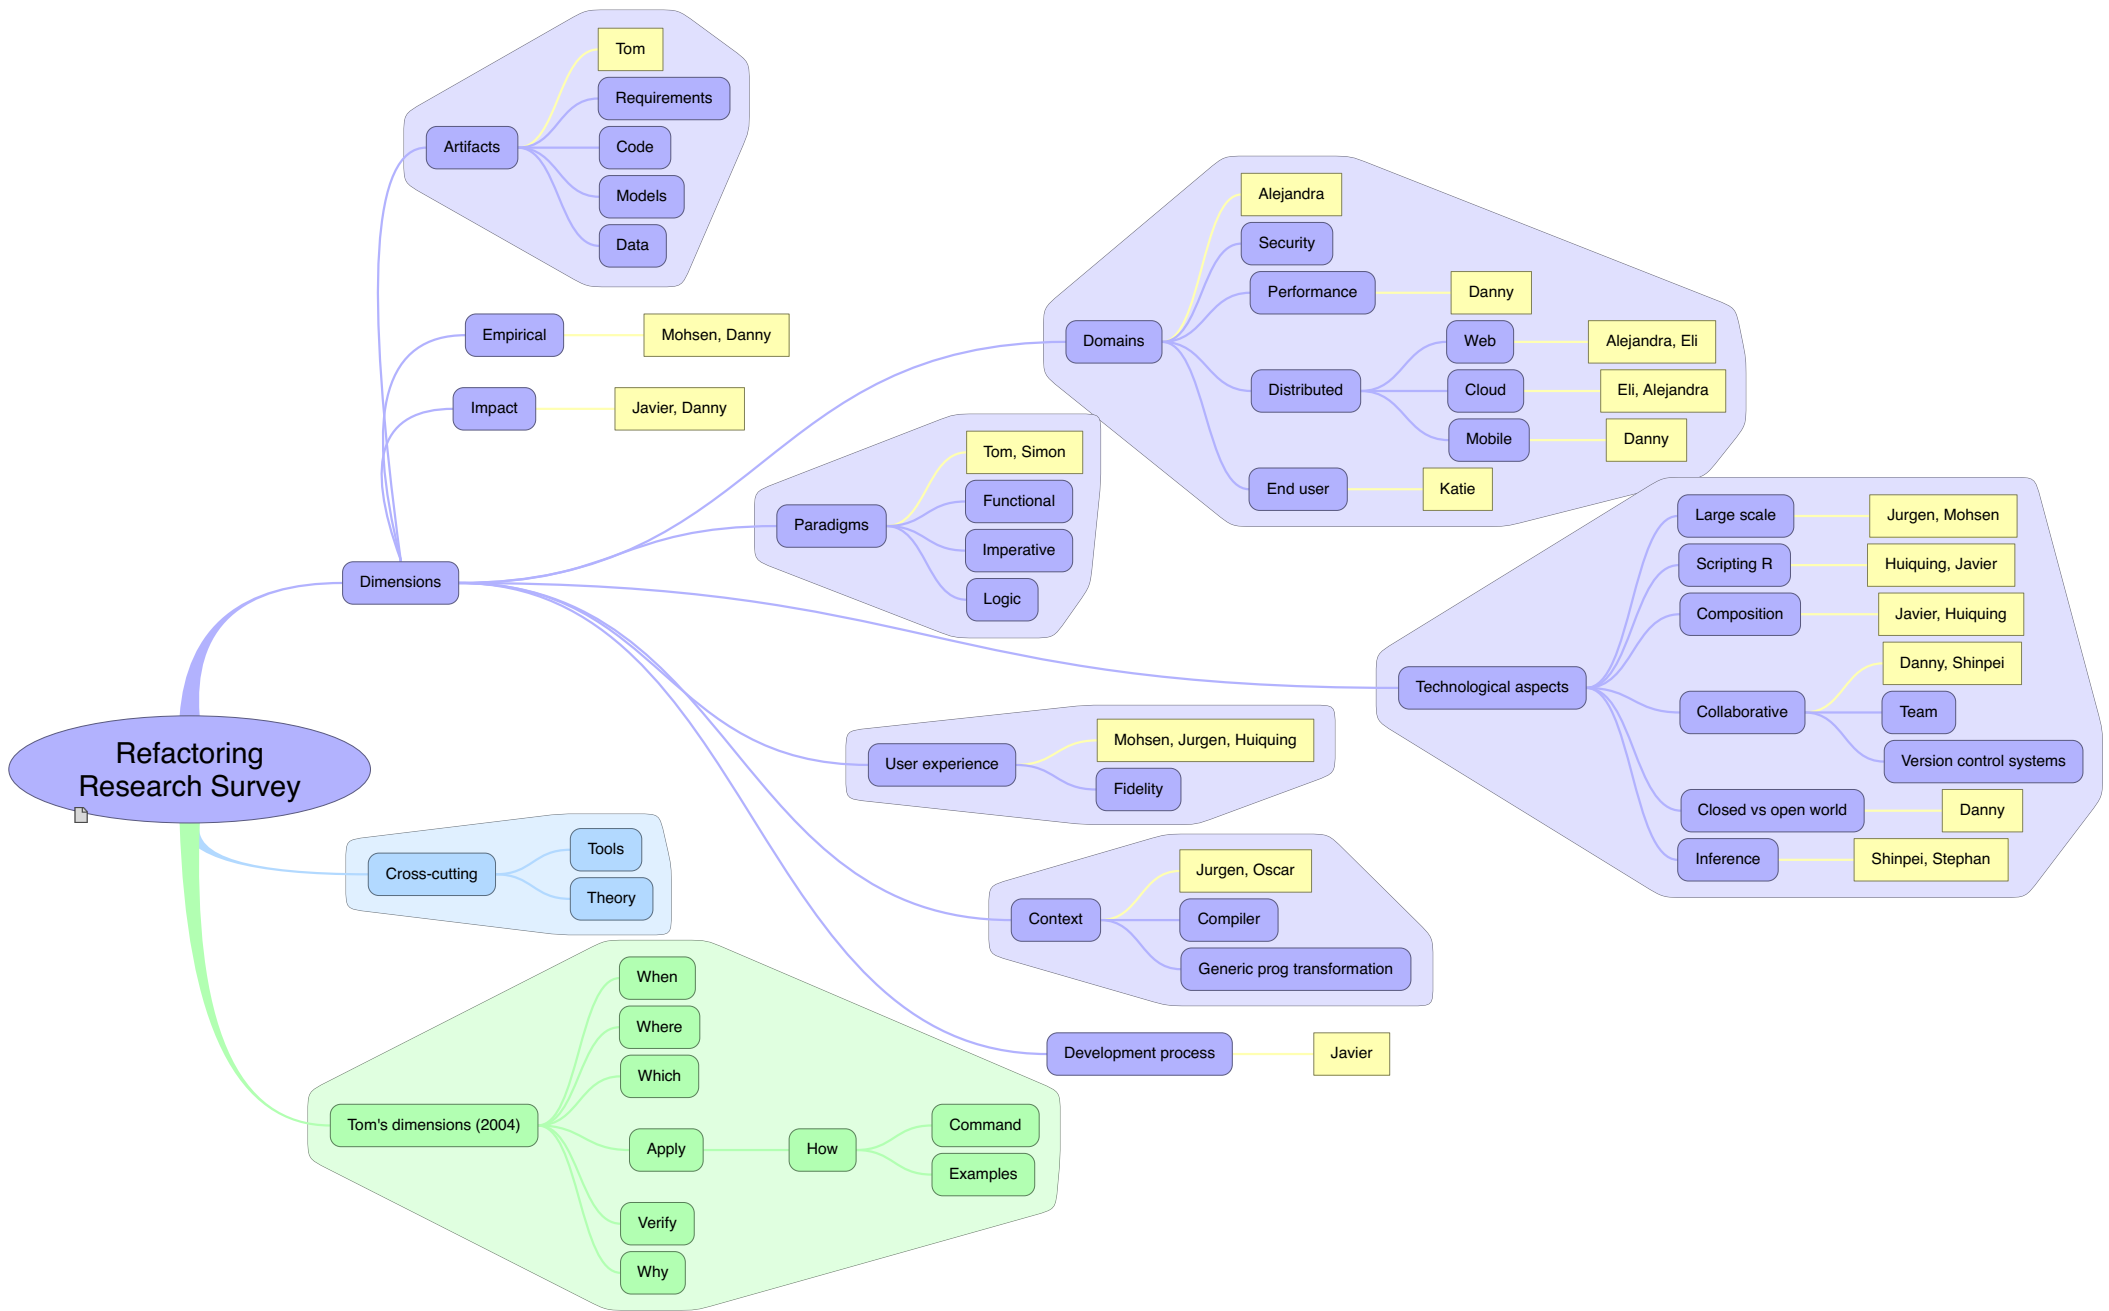 Refactoring
Research Survey
Dimensions
Artifacts
Tom
Requirements
Code
Models
Data
Empirical
Mohsen, Danny
Impact
Javier, Danny
Domains
Alejandra
Security
Performance
Danny
Distributed
Web
Alejandra, Eli
Cloud
Eli, Alejandra
Mobile
Danny
End user
Katie
Paradigms
Tom, Simon
Functional
Imperative
Logic
Technological aspects
Large scale
Jurgen, Mohsen
Scripting R
Huiquing, Javier
Composition
Javier, Huiquing
Collaborative
Danny, Shinpei
Team
Version control systems
Closed vs open world
Danny
Inference
Shinpei, Stephan
User experience
Mohsen, Jurgen, Huiquing
Fidelity
Context
Jurgen, Oscar
Compiler
Generic prog transformation
Development process
Javier
Cross-cutting
Tools
Theory
Tom's dimensions (2004)
When
Where
Which
Apply
How
Command
Examples
Verify
Why